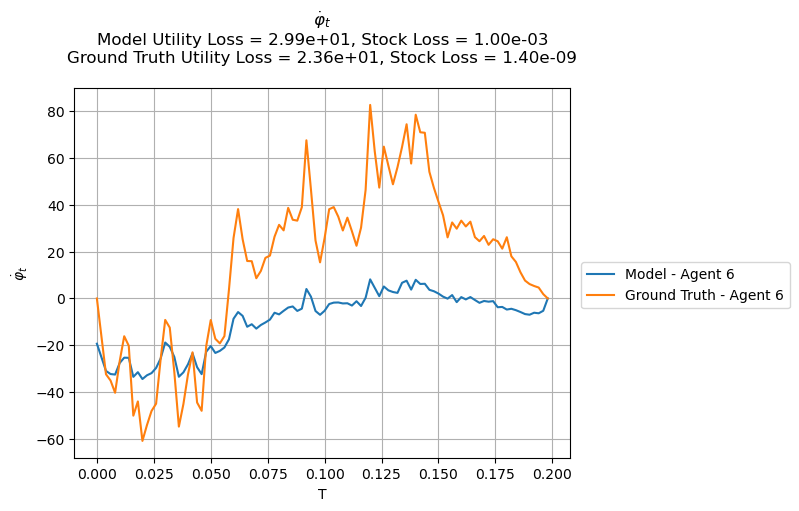 φ̇ₜ
Model Utility Loss = 2.99e+01, Stock Loss = 1.00e-03
Ground Truth Utility Loss = 2.36e+01, Stock Loss = 1.40e-09
80
60
40
20
0
−20
−40
−60
φ̇ₜ
0.000 0.025 0.050 0.075 0.100 0.125 0.150 0.175 0.200
T
Model - Agent 6
Ground Truth - Agent 6